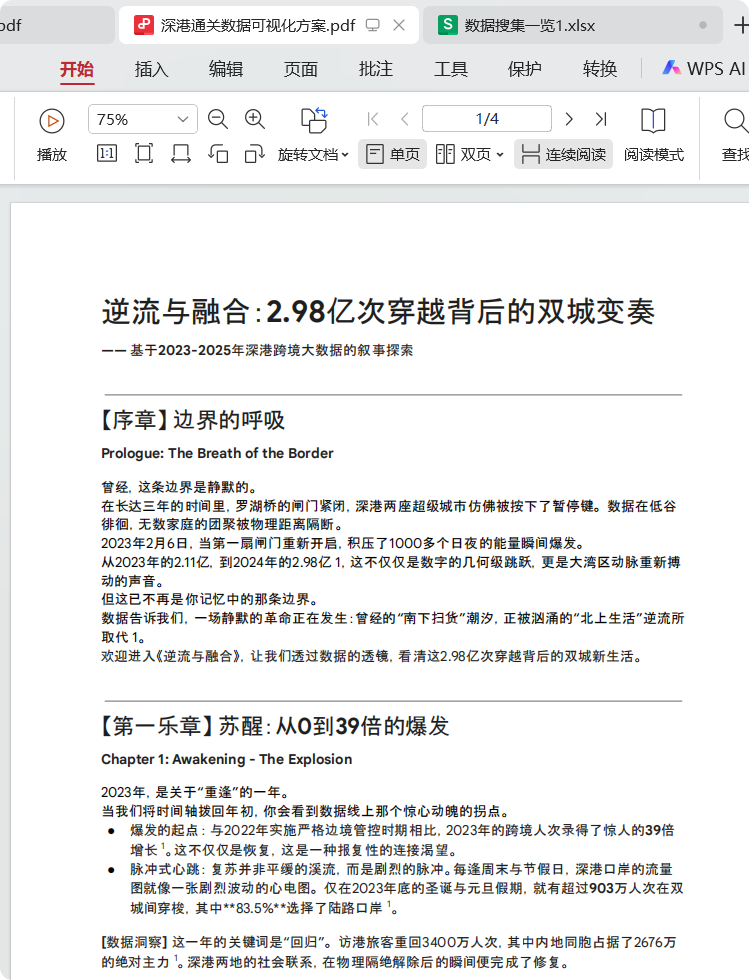 pdf
深港通关数据可视化方案.pdf
数据搜集一览1.xlsx
开始 插入 编辑 页面 批注 工具 保护 转换 WPS AI
75% 1/4
播放 1:1 旋转文档 单页 双页 连续阅读 阅读模式 查找
逆流与融合：2.98亿次穿越背后的双城变奏
—— 基于2023-2025年深港跨境大数据的叙事探索
【序章】边界的呼吸
Prologue: The Breath of the Border
曾经，这条边界是静默的。
在长达三年的时间里，罗湖桥的闸门紧闭，深港两座超级城市仿佛被按下了暂停键。数据在低谷
徘徊，无数家庭的团聚被物理距离隔断。
2023年2月6日，当第一扇闸门重新开启，积压了1000多个日夜的能量瞬间爆发。
从2023年的2.11亿，到2024年的2.98亿 1，这不仅仅是数字的几何级跳跃，更是大湾区动脉重新搏
动的声音。
但这已不再是你记忆中的那条边界。
数据告诉我们，一场静默的革命正在发生：曾经的“南下扫货”潮汐，正被汹涌的“北上生活”逆流所
取代 1。
欢迎进入《逆流与融合》，让我们透过数据的透镜，看清这2.98亿次穿越背后的双城新生活。
【第一乐章】苏醒：从0到39倍的爆发
Chapter 1: Awakening - The Explosion
2023年，是关于“重逢”的一年。
当我们将时间轴拨回年初，你会看到数据线上那个惊心动魄的拐点。
● 爆发的起点：与2022年实施严格边境管控时期相比，2023年的跨境人次录得了惊人的39倍
增长 1。这不仅仅是恢复，这是一种报复性的连接渴望。
● 脉冲式心跳：复苏并非平缓的溪流，而是剧烈的脉冲。每逢周末与节假日，深港口岸的流量
图就像一张剧烈波动的心电图。仅在2023年底的圣诞与元旦假期，就有超过903万人次在双
城间穿梭，其中**83.5%**选择了陆路口岸 1。
[数据洞察] 这一年的关键词是“回归”。访港旅客重回3400万人次，其中内地同胞占据了2676万
的绝对主力 1。深港两地的社会联系，在物理隔绝解除后的瞬间便完成了修复。